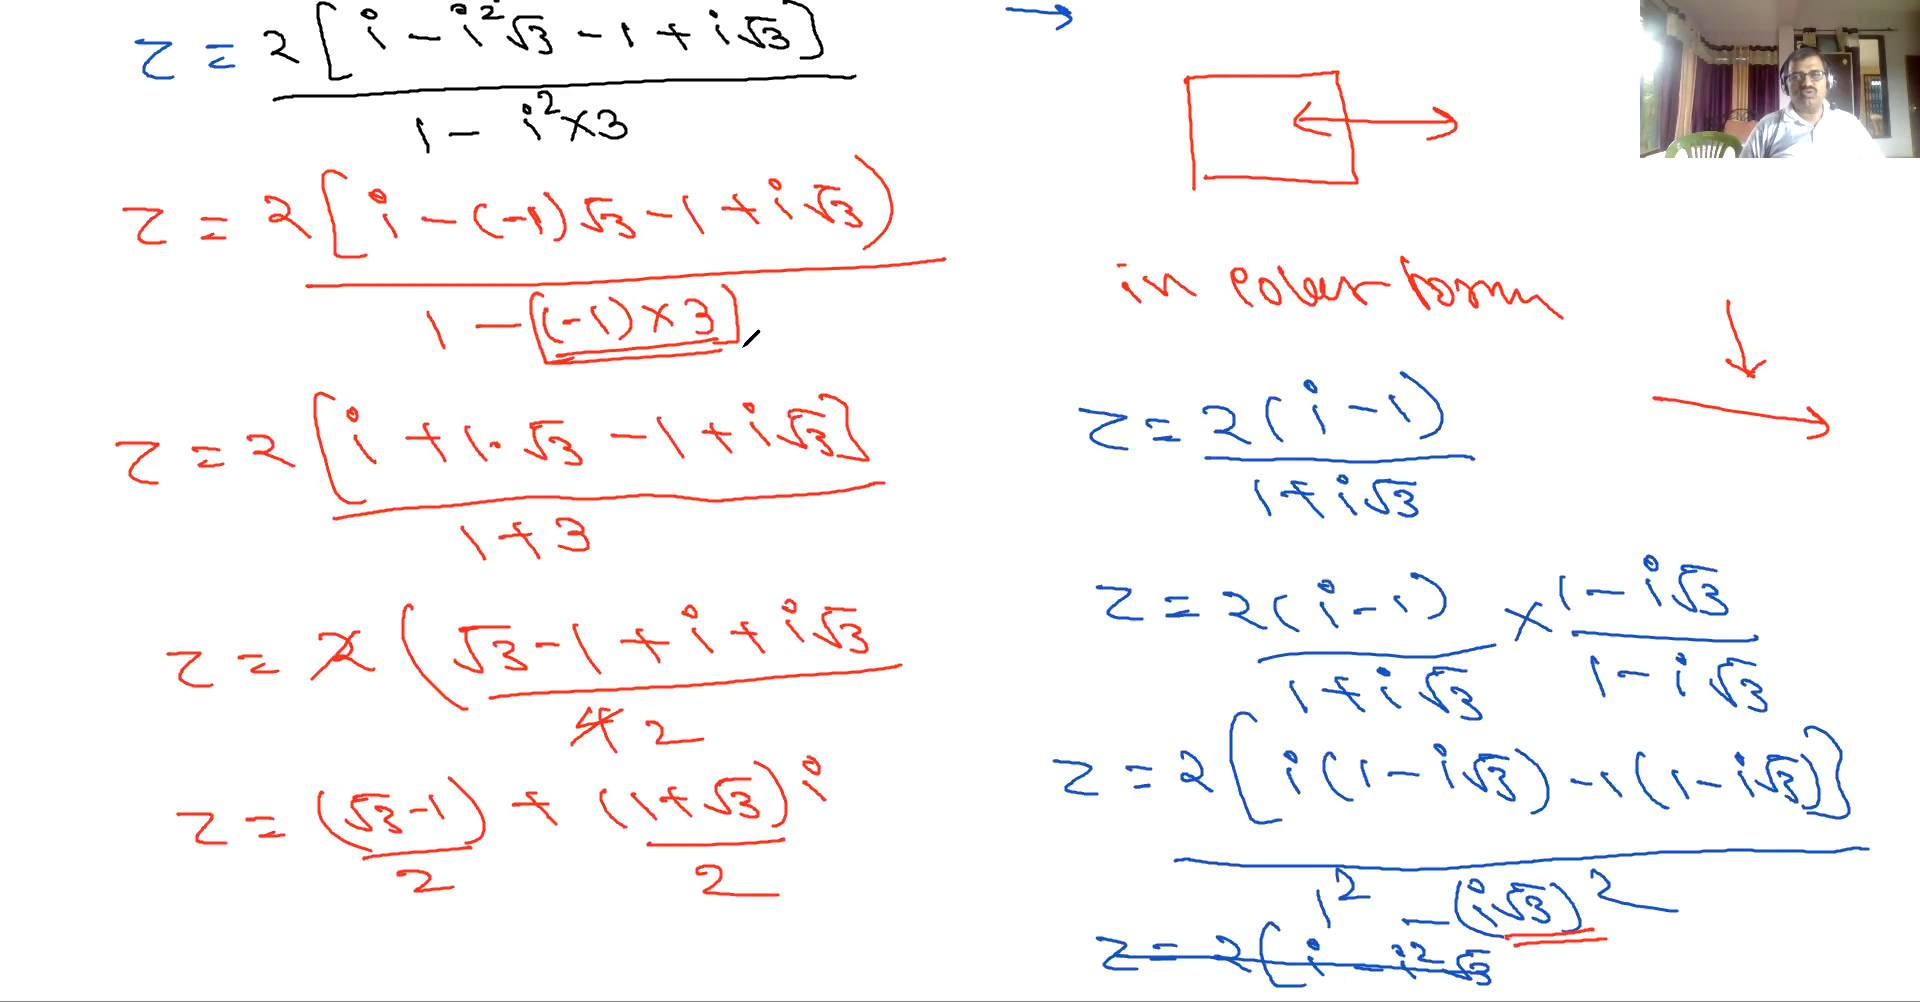 z = 2[i - i²√3 - 1 + i√3]
1 - i²×3
z = 2[i - (-1)√3 - 1 + i√3)
1 - [(-1) × 3]
z = 2[i + 1·√3 - 1 + i√3]
1 + 3
z = 2(√3 - 1 + i + i√3
4 2
z = (√3 - 1) + (1 + √3) i
2 2
in polar form
z = 2(i - 1)
1 + i√3
z = 2(i - 1) × 1 - i√3
1 + i√3 1 - i√3
z = 2[i(1 - i√3) - 1(1 - i√3)]
1² - (i√3)²
z = 2(i - i²√3